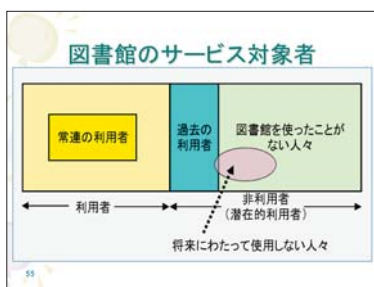 図書館のサービス対象者
常連の利用者
過去の
利用者
図書館を使ったことが
ない人々
利用者
非利用者
(潜在的利用者)
将来にわたって使用しない人々
55